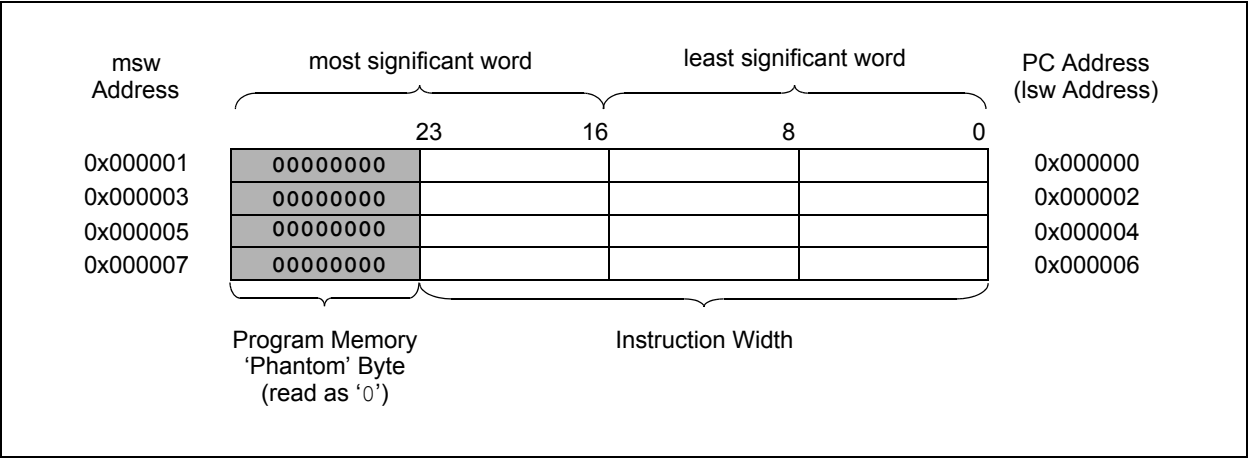 msw
Address
most significant word
least significant word
PC Address
(lsw Address)
23 16 8 0
0x000001 00000000 0x000000
0x000003 00000000 0x000002
0x000005 00000000 0x000004
0x000007 00000000 0x000006
Program Memory
‘Phantom’ Byte
(read as ‘0’)
Instruction Width